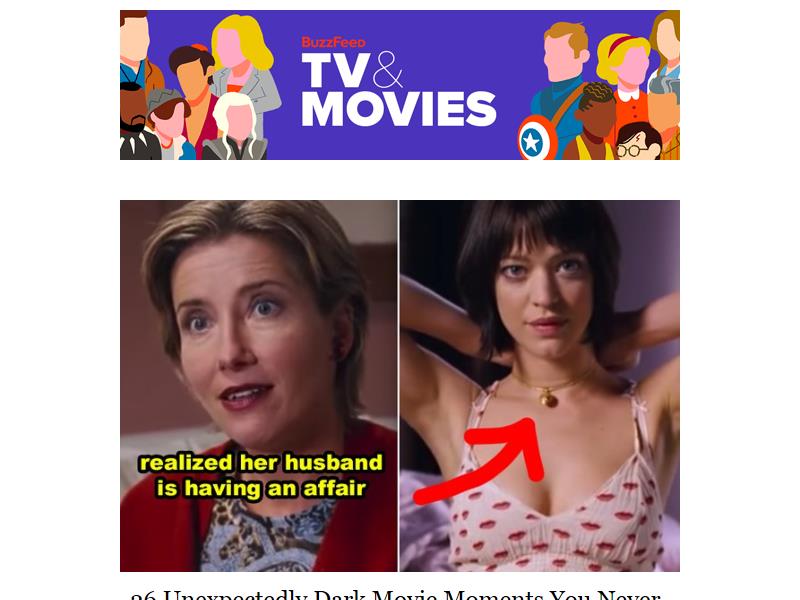 BuzzFeed
TV&
MOVIES
realized her husband
is having an affair
26 Unexpectedly Dark Movie Moments You Never